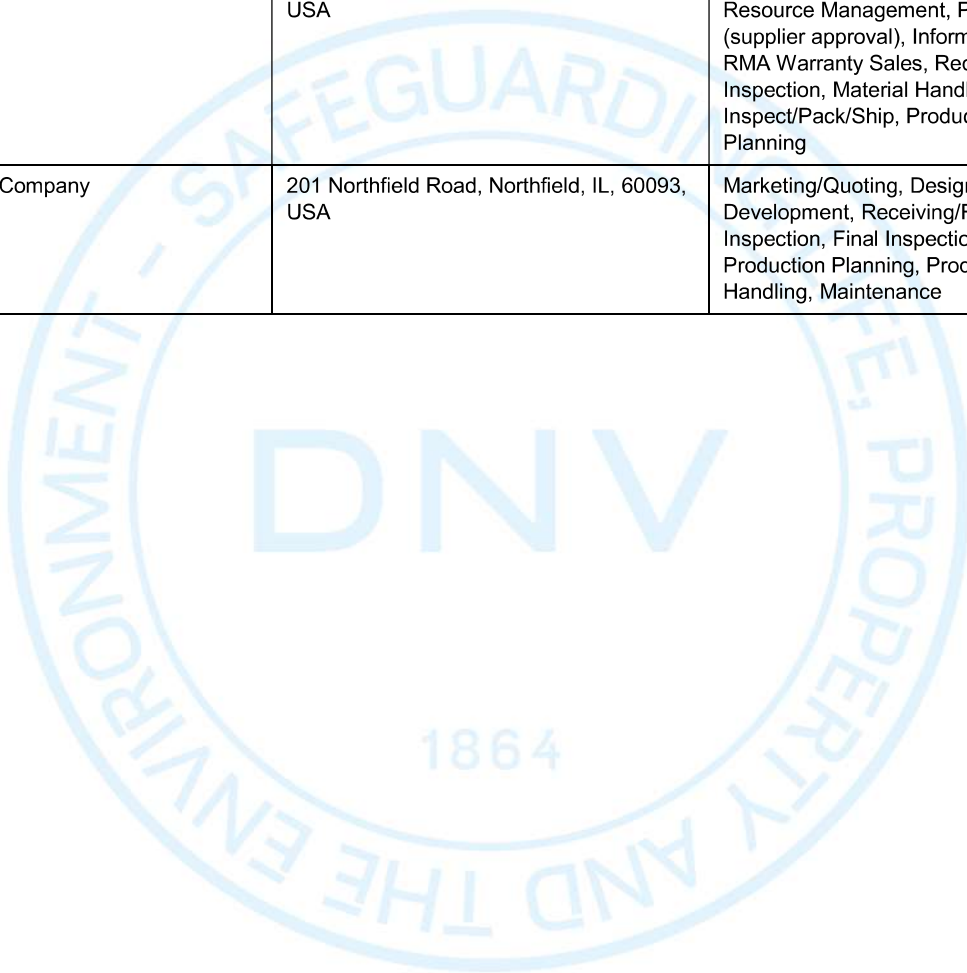 USA
Resource Management,
(supplier approval),
RMA Warranty Sales,
Inspection, Material
Inspect/Pack/Ship,
Planning
Company
201 Northfield Road, Northfield, IL, 60093,
USA
Marketing/Quoting,
Development,
Inspection, Final
Production Planning,
Handling, Maintenance
SAFEGUARDING LIFE, PROPERTY AND THE ENVIRONMENT -
DNV
1864